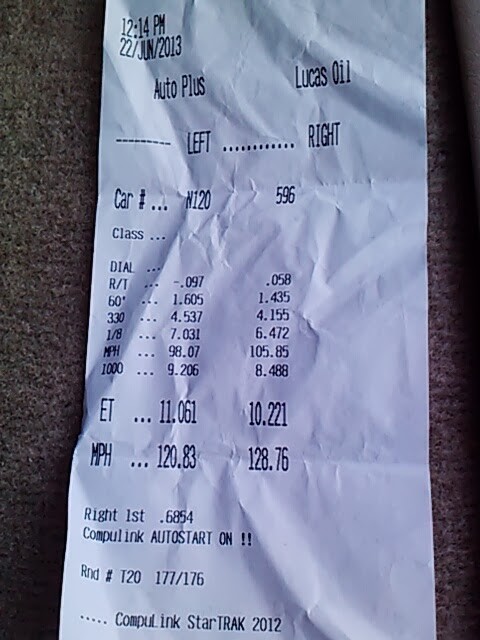 12:14 PM
22/JUN/2013
Auto Plus Lucas Oil
--------- LEFT ............ RIGHT
Car # ... N120 596
Class ...
DIAL ...
R/T ... -.097 .058
60' ... 1.605 1.435
330 ... 4.537 4.155
1/8 ... 7.031 6.472
MPH ... 98.07 105.85
1000 ... 9.206 8.488
ET ... 11.061 10.221
MPH ... 120.83 128.76
Right 1st .6854
Compulink AUTOSTART ON !!
Rnd # T20 177/176
..... CompuLink StarTRAK 2012